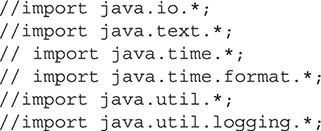 //import java.io.*;
//import java.text.*;
// import java.time.*;
// import java.time.format.*;
//import java.util.*;
//import java.util.logging.*;